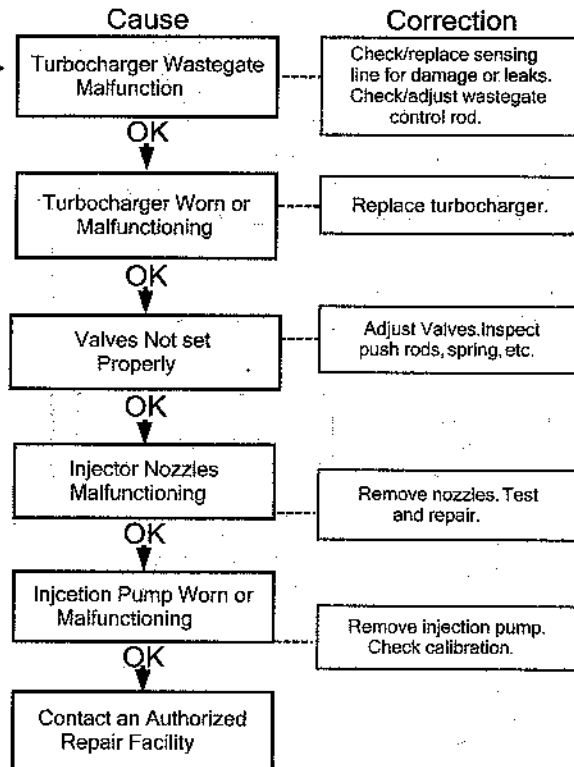 Cause
Correction
Turbocharger Wastegate
Malfunction
Check/replace sensing
line for damage or leaks.
Check/adjust wastegate
control rod.
OK
Turbocharger Worn or
Malfunctioning
Replace turbocharger.
OK
Valves Not set
Properly
Adjust Valves.Inspect
push rods, spring, etc.
OK
Injector Nozzles
Malfunctioning
Remove nozzles. Test
and repair.
OK
Injcetion Pump Worn or
Malfunctioning
Remove injection pump.
Check calibration.
OK
Contact an Authorized
Repair Facility